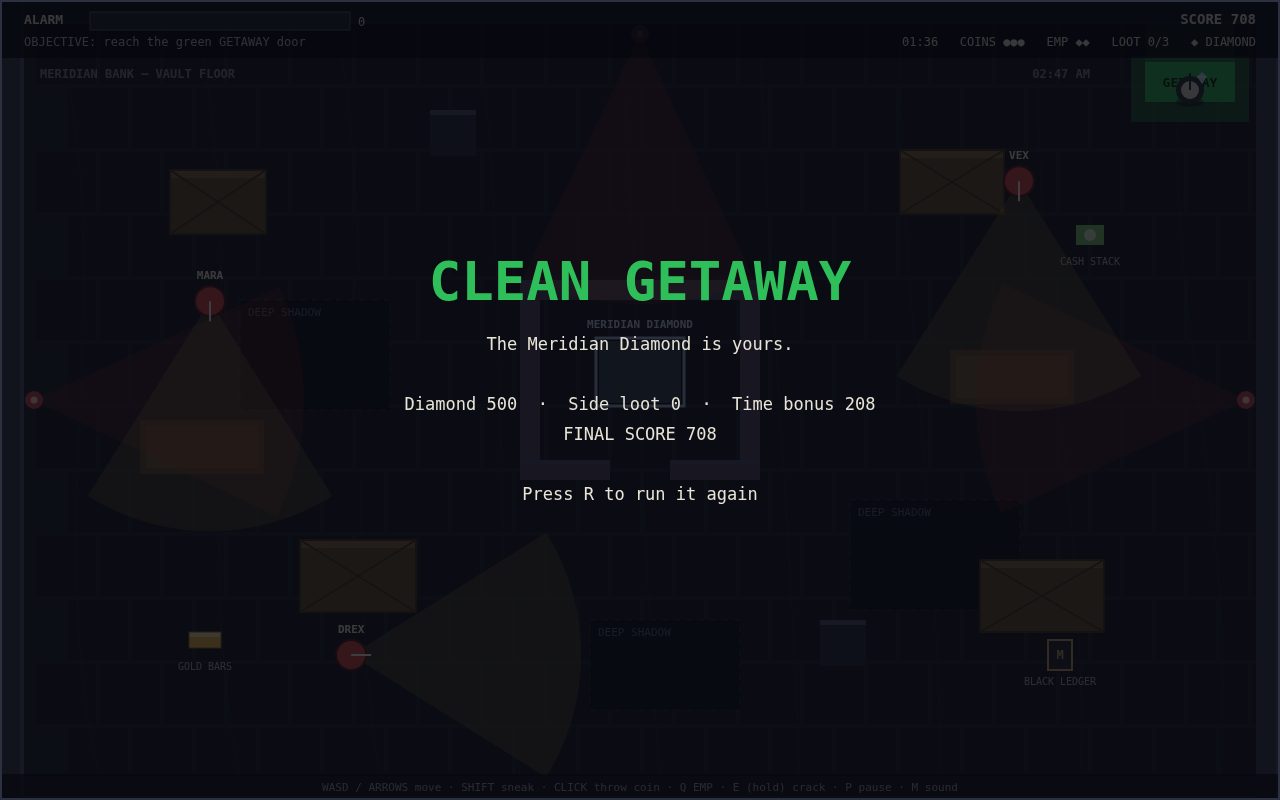 ALARM 0 SCORE 708
OBJECTIVE: reach the green GETAWAY door 01:36 COINS ●●● EMP ◆◆ LOOT 0/3 ◆ DIAMOND
MERIDIAN BANK — VAULT FLOOR 02:47 AM
VEX
CASH STACK
MARA
DEEP SHADOW
CLEAN GETAWAY
MERIDIAN DIAMOND
The Meridian Diamond is yours.
Diamond 500 · Side loot 0 · Time bonus 208
FINAL SCORE 708
Press R to run it again
DEEP SHADOW
DREX
DEEP SHADOW
GOLD BARS
M
BLACK LEDGER
WASD / ARROWS move · SHIFT sneak · CLICK throw coin · Q EMP · E (hold) crack · P pause · M sound